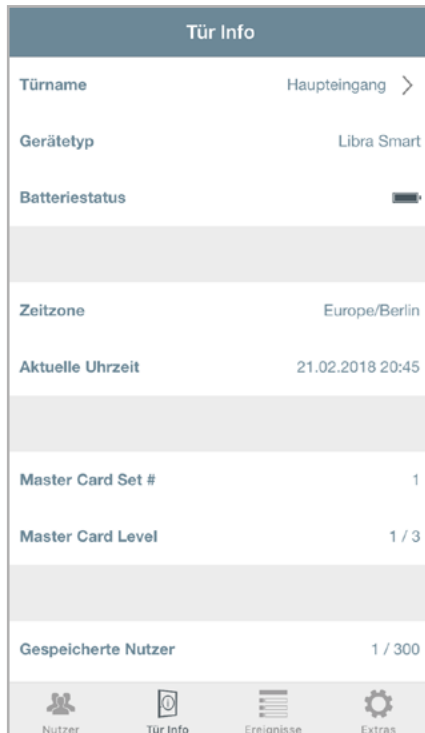 Tür Info
Türname Haupteingang
Gerätetyp Libra Smart
Batteriestatus
Zeitzone Europe/Berlin
Aktuelle Uhrzeit 21.02.2018 20:45
Master Card Set # 1
Master Card Level 1 / 3
Gespeicherte Nutzer 1 / 300
Nutzer Tür Info Ereignisse Extras